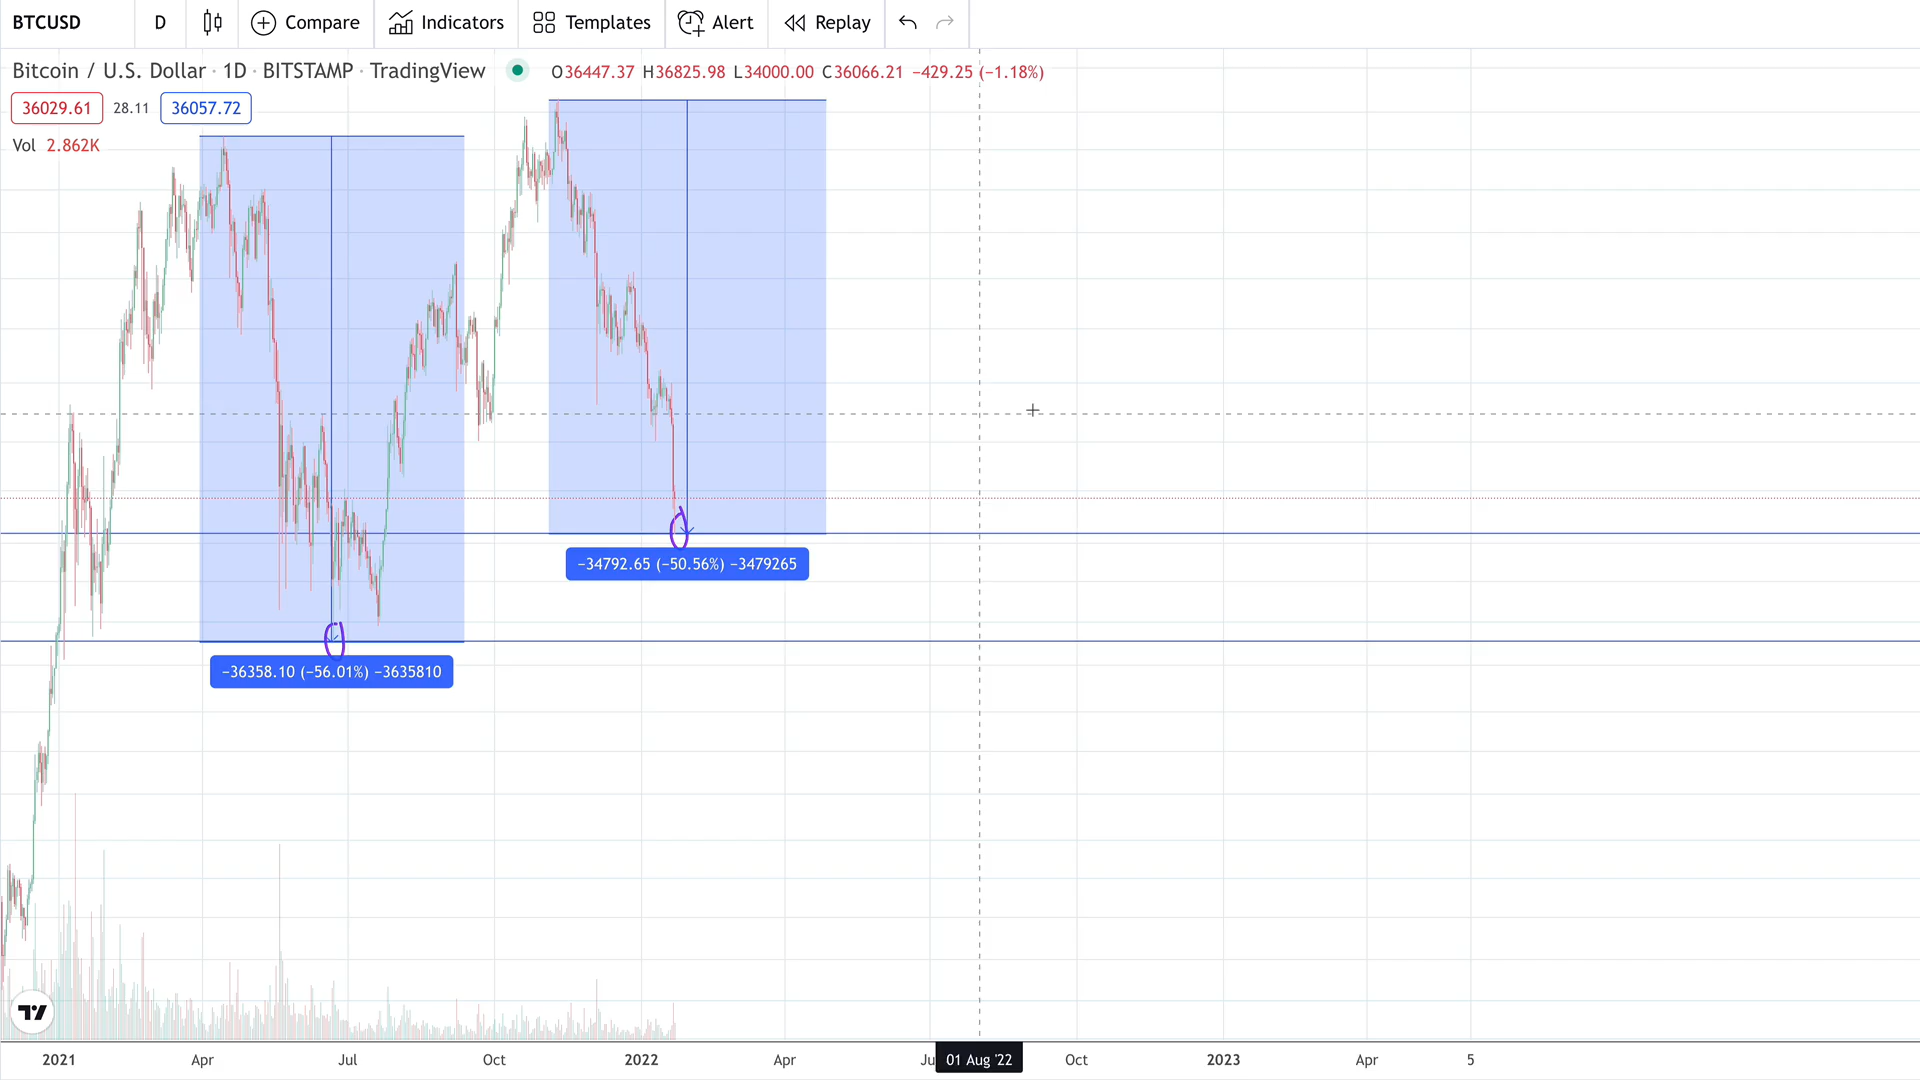 BTCUSD D Compare Indicators Templates Alert Replay
Bitcoin / U.S. Dollar · 1D · BITSTAMP · TradingView O36447.37 H36825.98 L34000.00 C36066.21 −429.25 (−1.18%)
36029.61 28.11 36057.72
Vol 2.862K
−34792.65 (−50.56%) −3479265
−36358.10 (−56.01%) −3635810
2021 Apr Jul Oct 2022 Apr Ju 01 Aug '22 Oct 2023 Apr 5